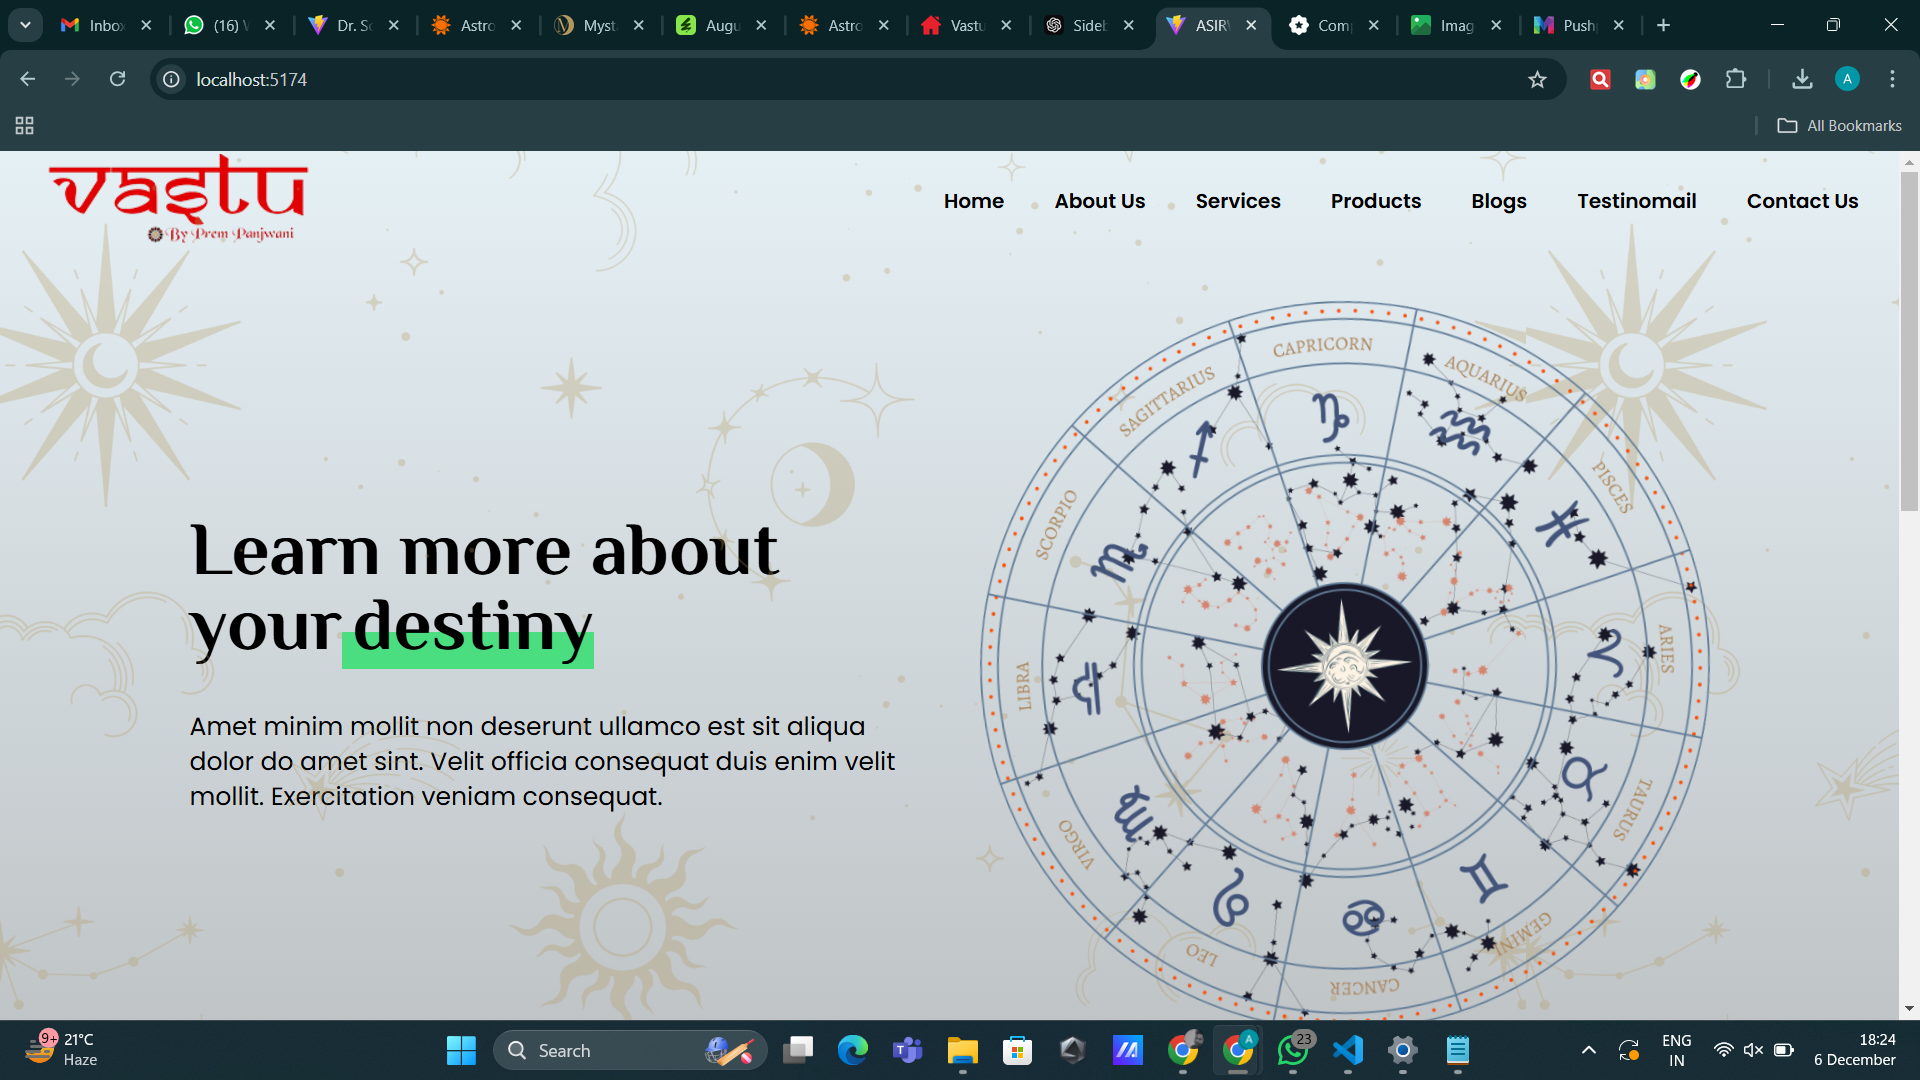 Inbo
(16) W
Dr. Sc
Astro
Myst
Augu
Astro
Vastu
Sideb
ASIR
Com
Imag
Push
localhost:5174
A
All Bookmarks
vastu
By Prem Panjwani
Home About Us Services Products Blogs Testinomail Contact Us
CAPRICORN
AQUARIUS
SAGITTARIUS
PISCES
SCORPIO
ARIES
LIBRA
TAURUS
VIRGO
GEMINI
LEO
CANCER
Learn more about
your destiny
Amet minim mollit non deserunt ullamco est sit aliqua
dolor do amet sint. Velit officia consequat duis enim velit
mollit. Exercitation veniam consequat.
9+
21°C
Haze
Search
A
23
ENG
IN
18:24
6 December